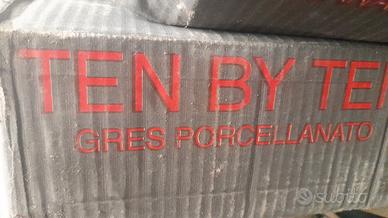 TEN BY TE
GRES PORCELLANATO
subito